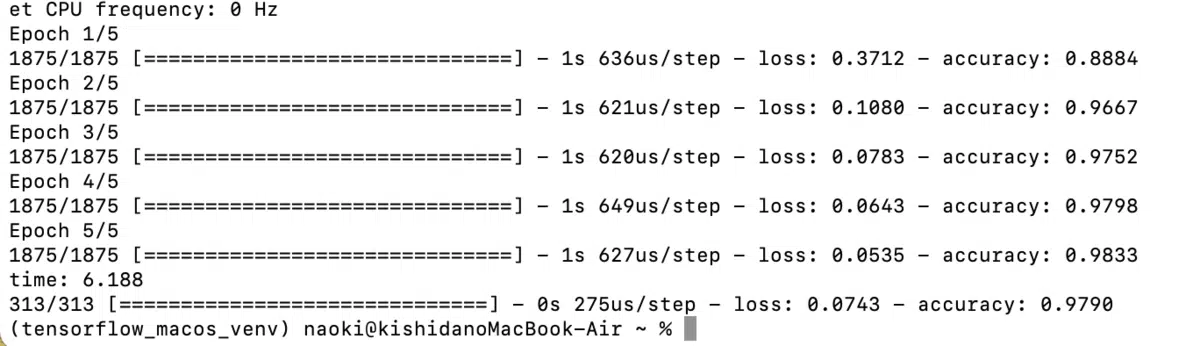 et CPU frequency: 0 Hz
Epoch 1/5
1875/1875 [==============================] - 1s 636us/step - loss: 0.3712 - accuracy: 0.8884
Epoch 2/5
1875/1875 [==============================] - 1s 621us/step - loss: 0.1080 - accuracy: 0.9667
Epoch 3/5
1875/1875 [==============================] - 1s 620us/step - loss: 0.0783 - accuracy: 0.9752
Epoch 4/5
1875/1875 [==============================] - 1s 649us/step - loss: 0.0643 - accuracy: 0.9798
Epoch 5/5
1875/1875 [==============================] - 1s 627us/step - loss: 0.0535 - accuracy: 0.9833
time: 6.188
313/313 [==============================] - 0s 275us/step - loss: 0.0743 - accuracy: 0.9790
(tensorflow_macos_venv) naoki@kishidanoMacBook-Air ~ %